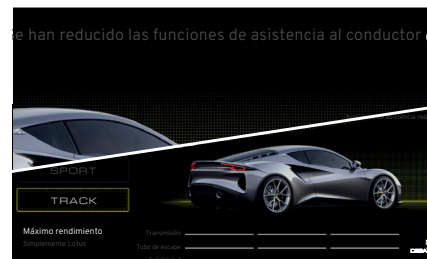 e han reducido las funciones de asistencia al conductor
SPORT
TRACK
Máximo rendimiento
Simplemente Lotus
Transmisión
Tubo de escape